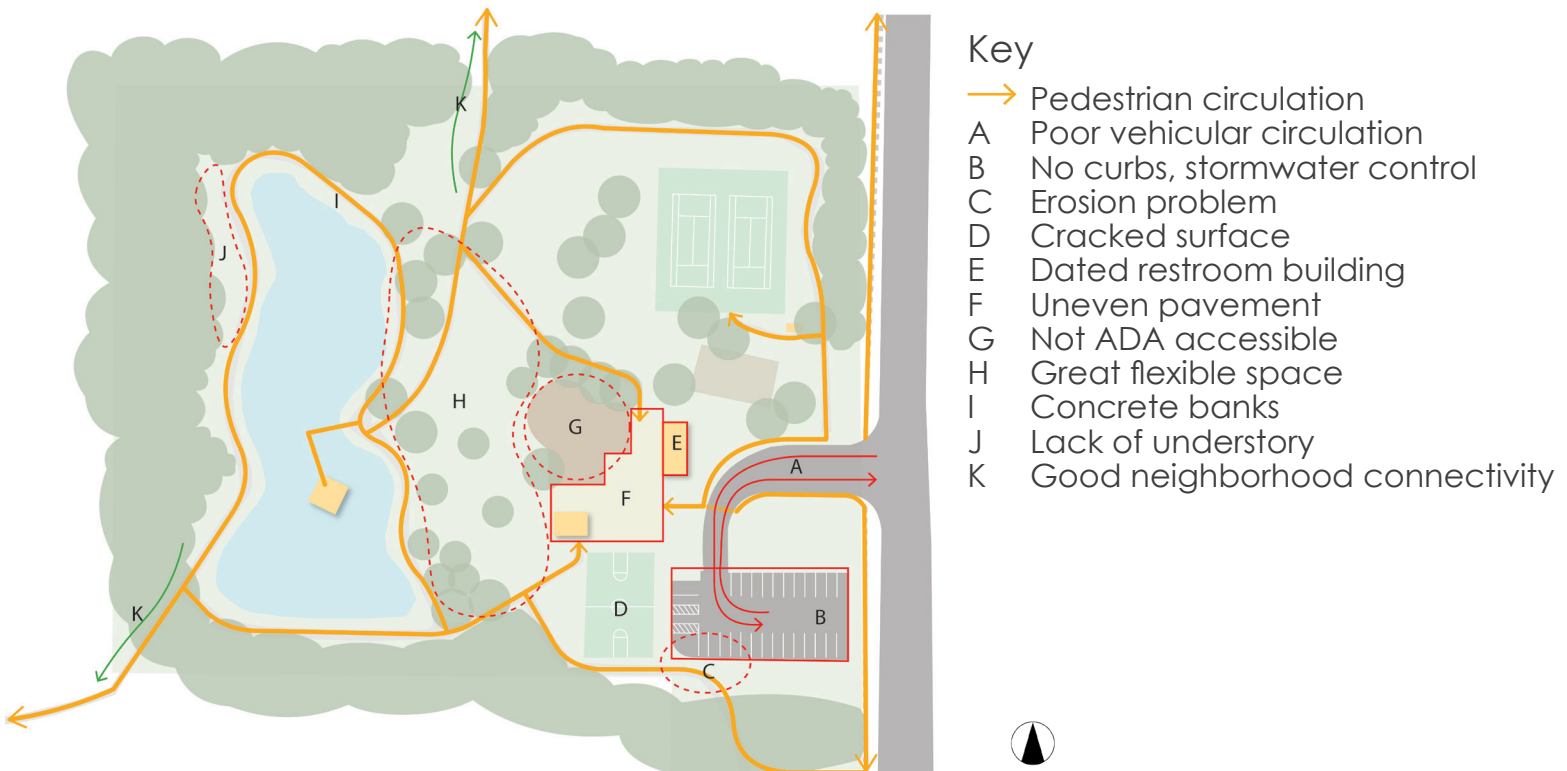 Key
Pedestrian circulation
A Poor vehicular circulation
B No curbs, stormwater control
C Erosion problem
D Cracked surface
E Dated restroom building
F Uneven pavement
G Not ADA accessible
H Great flexible space
I Concrete banks
J Lack of understory
K Good neighborhood connectivity
K
I
J
H
G
E
A
F
D
B
K
C